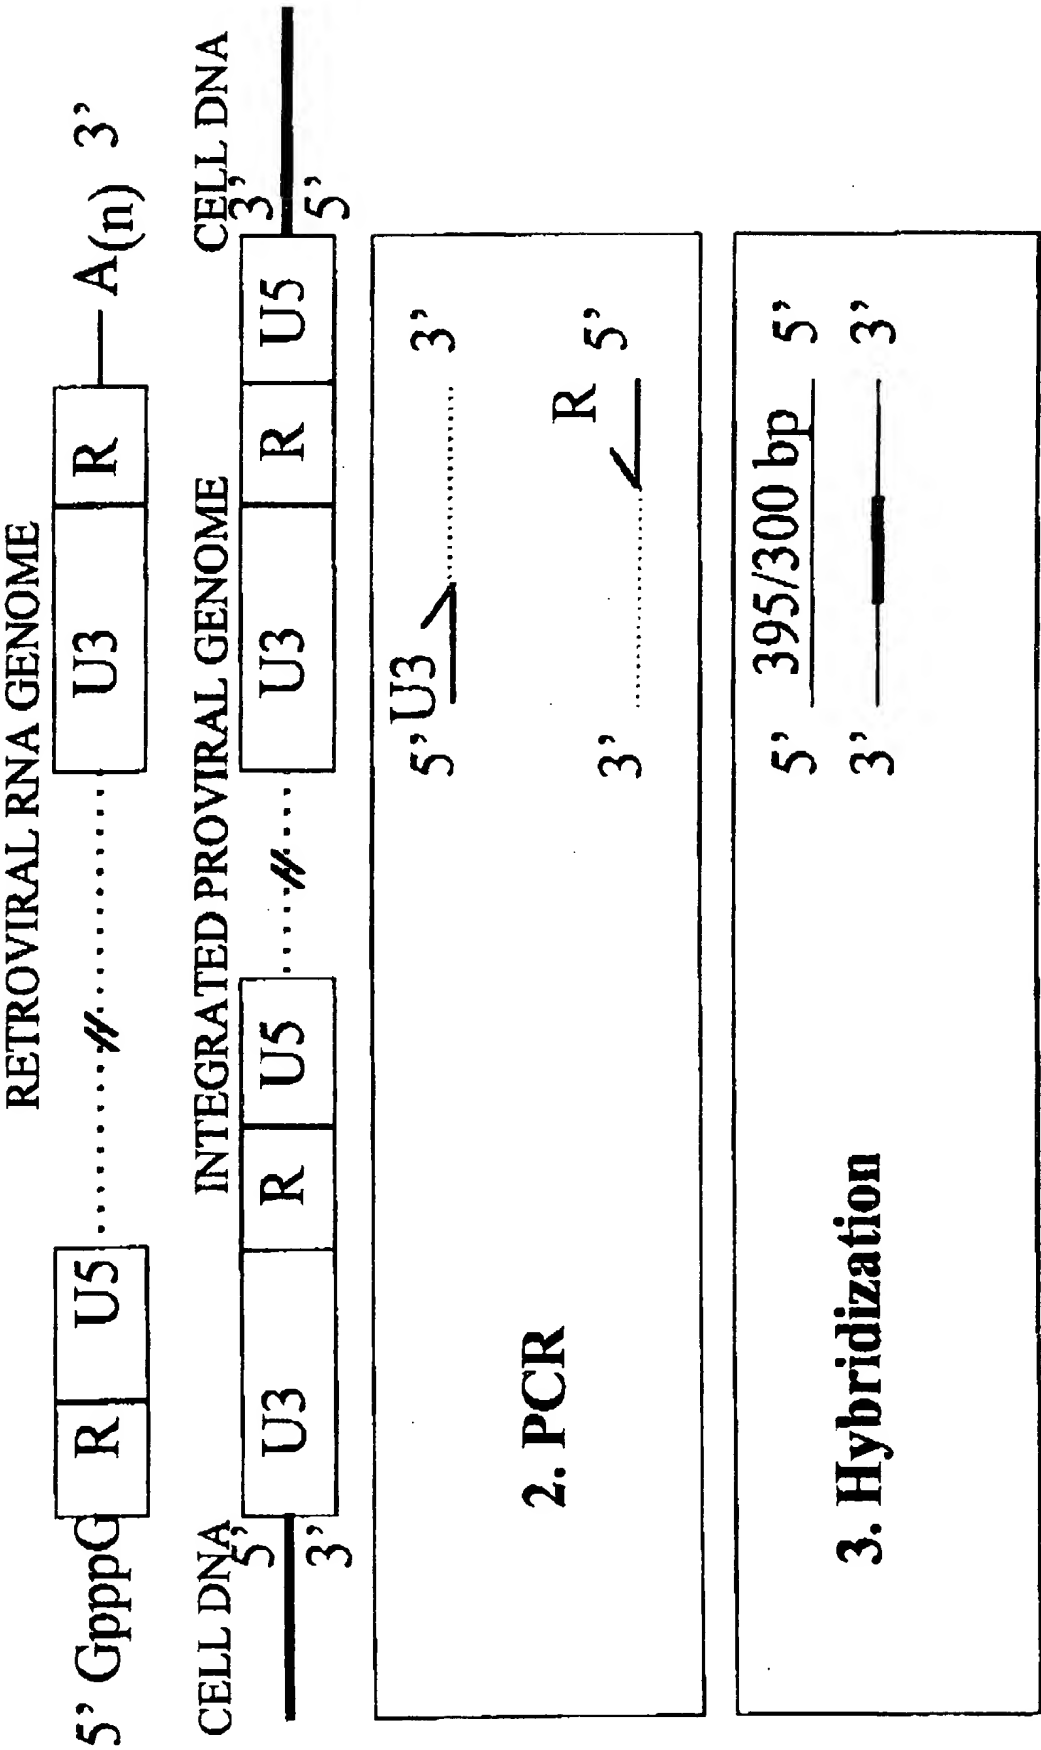 RETROVIRAL RNA GENOME
5’ GpppG R U5 U3 R A(n) 3’
INTEGRATED PROVIRAL GENOME
CELL DNA CELL DNA
5’ 3’
U3 R U5 U3 R U5
3’ 5’
5’ U3 3’
2. PCR
R
3’ 5’
395/300 bp
5’ 5’
3. Hybridization
3’ 3’